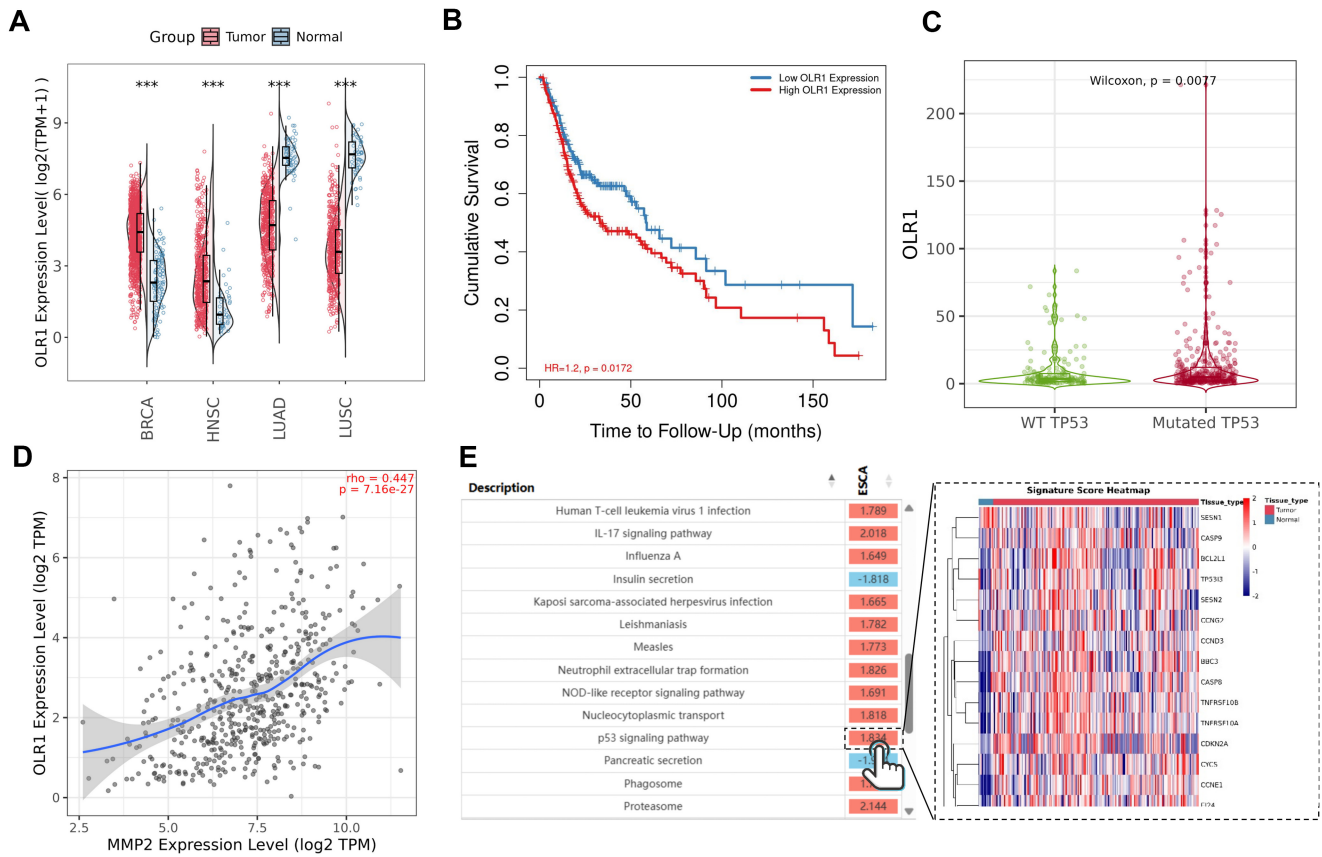 A
Group Tumor Normal
OLR1 Expression Level( log2(TPM+1) )
9
6
3
0
***
***
***
***
BRCA
HNSC
LUAD
LUSC
B
Cumulative Survival
1.0
0.8
0.6
0.4
0.2
0.0
Low OLR1 Expression
High OLR1 Expression
HR=1.2, p = 0.0172
0
50
100
150
Time to Follow-Up (months)
C
OLR1
200
150
100
50
0
Wilcoxon, p = 0.0077
WT TP53
Mutated TP53
D
OLR1 Expression Level (log2 TPM)
8
6
4
2
0
rho = 0.447
p = 7.16e-27
2.5
5.0
7.5
10.0
MMP2 Expression Level (log2 TPM)
E
Description
ESCA
Human T-cell leukemia virus 1 infection 1.789
IL-17 signaling pathway 2.018
Influenza A 1.649
Insulin secretion -1.818
Kaposi sarcoma-associated herpesvirus infection 1.665
Leishmaniasis 1.782
Measles 1.773
Neutrophil extracellular trap formation 1.826
NOD-like receptor signaling pathway 1.691
Nucleocytoplasmic transport 1.818
p53 signaling pathway 1.834
Pancreatic secretion
Phagosome
Proteasome 2.144
Signature Score Heatmap
Tissue_type
SESN1
CASP9
BCL2L1
TP53I3
SESN2
CCNG2
CCND3
BBC3
CASP8
TNFRSF10B
TNFRSF10A
CDKN2A
CYCS
CCNE1
2
1
0
-1
-2
Tissue_type
Tumor
Normal